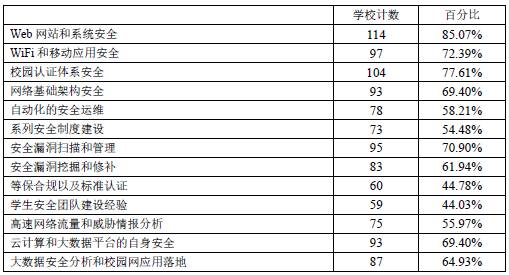 学校计数 百分比
Web 网站和系统安全 114 85.07%
WiFi 和移动应用安全 97 72.39%
校园认证体系安全 104 77.61%
网络基础架构安全 93 69.40%
自动化的安全运维 78 58.21%
系列安全制度建设 73 54.48%
安全漏洞扫描和管理 95 70.90%
安全漏洞挖掘和修补 83 61.94%
等保合规以及标准认证 60 44.78%
学生安全团队建设经验 59 44.03%
高速网络流量和威胁情报分析 75 55.97%
云计算和大数据平台的自身安全 93 69.40%
大数据安全分析和校园网应用落地 87 64.93%